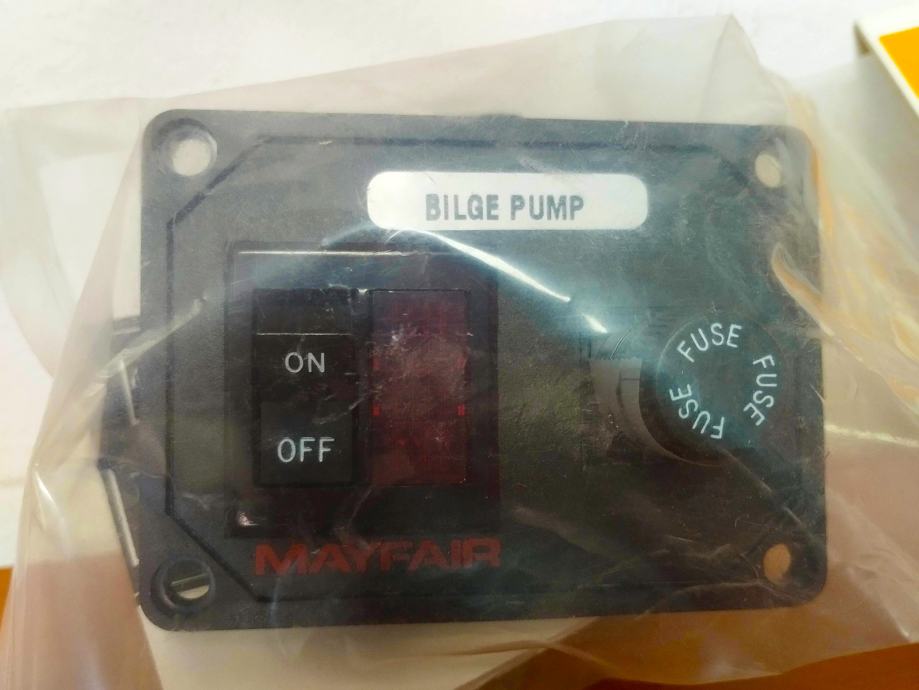 BILGE PUMP
ON
OFF
FUSE FUSE FUSE
MAYFAIR